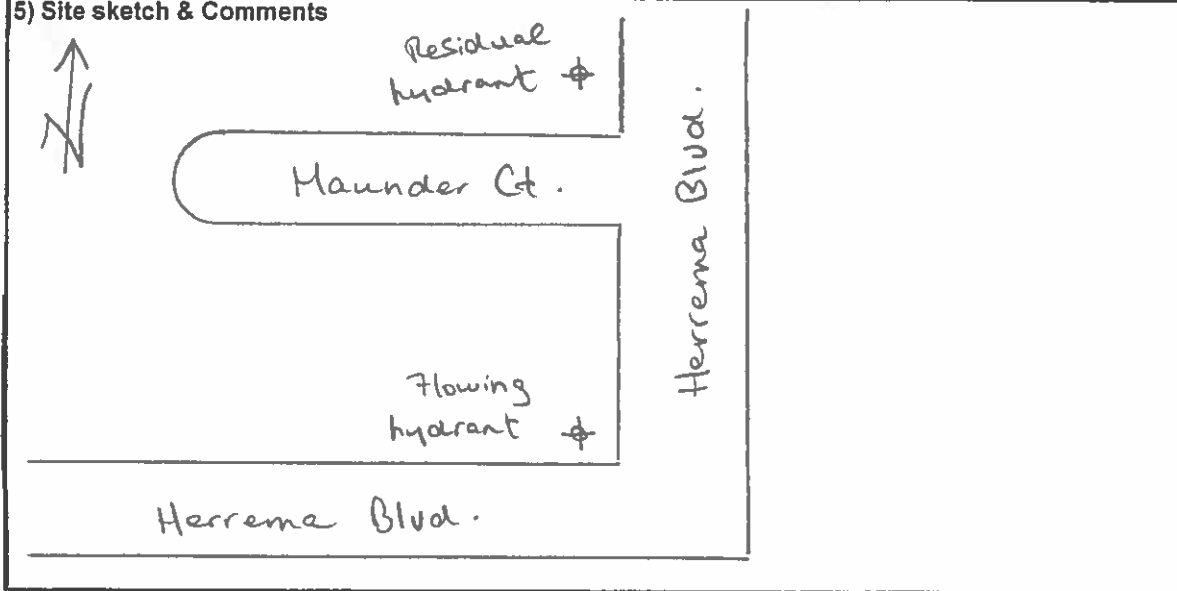 5) Site sketch & Comments
N
Residual
hydrant
Maunder Ct.
Herrema Blvd.
Flowing
hydrant
Herrema Blvd.